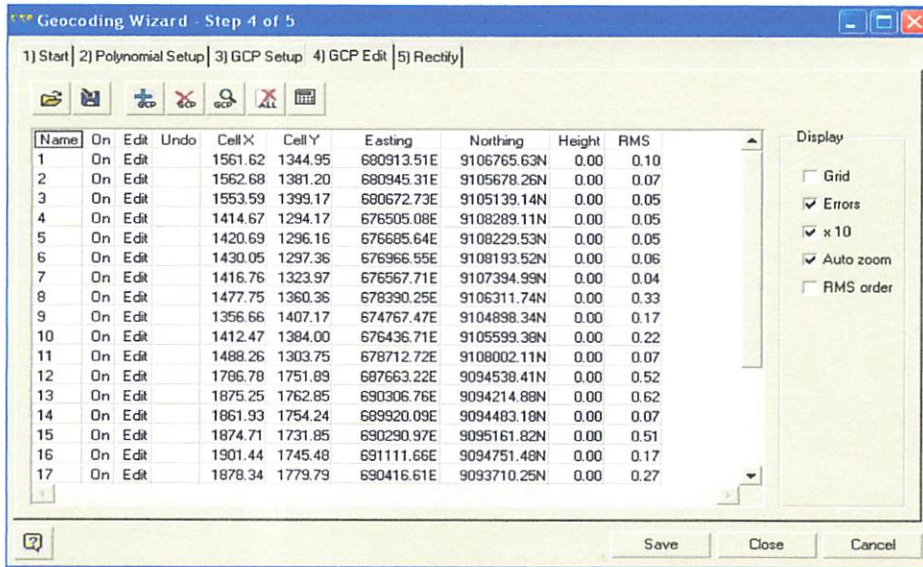 Geocoding Wizard - Step 4 of 5
1) Start 2) Polynomial Setup 3) GCP Setup 4) GCP Edit 5) Rectify
GCP GCP GCP ALL
Name On Edit Undo Cell X Cell Y Easting Northing Height RMS
1 On Edit 1561.62 1344.95 680913.51E 9106765.63N 0.00 0.10
2 On Edit 1562.68 1381.20 680945.31E 9105678.26N 0.00 0.07
3 On Edit 1553.59 1399.17 680672.73E 9105139.14N 0.00 0.05
4 On Edit 1414.67 1294.17 676505.08E 9108289.11N 0.00 0.05
5 On Edit 1420.69 1296.16 676685.64E 9108229.53N 0.00 0.05
6 On Edit 1430.05 1297.36 676966.55E 9108193.52N 0.00 0.06
7 On Edit 1416.76 1323.97 676567.71E 9107394.99N 0.00 0.04
8 On Edit 1477.75 1360.36 678390.25E 9106311.74N 0.00 0.33
9 On Edit 1356.66 1407.17 674767.47E 9104898.34N 0.00 0.17
10 On Edit 1412.47 1384.00 676436.71E 9105599.38N 0.00 0.22
11 On Edit 1488.26 1303.75 678712.72E 9108002.11N 0.00 0.07
12 On Edit 1786.78 1751.89 687663.22E 9094538.41N 0.00 0.52
13 On Edit 1875.25 1762.85 690306.76E 9094214.88N 0.00 0.62
14 On Edit 1861.93 1754.24 689920.09E 9094483.18N 0.00 0.07
15 On Edit 1874.71 1731.85 690290.97E 9095161.82N 0.00 0.51
16 On Edit 1901.44 1745.48 691111.66E 9094751.48N 0.00 0.17
17 On Edit 1878.34 1779.79 690416.61E 9093710.25N 0.00 0.27
Display
Grid
Errors
x 10
Auto zoom
RMS order
Save Close Cancel